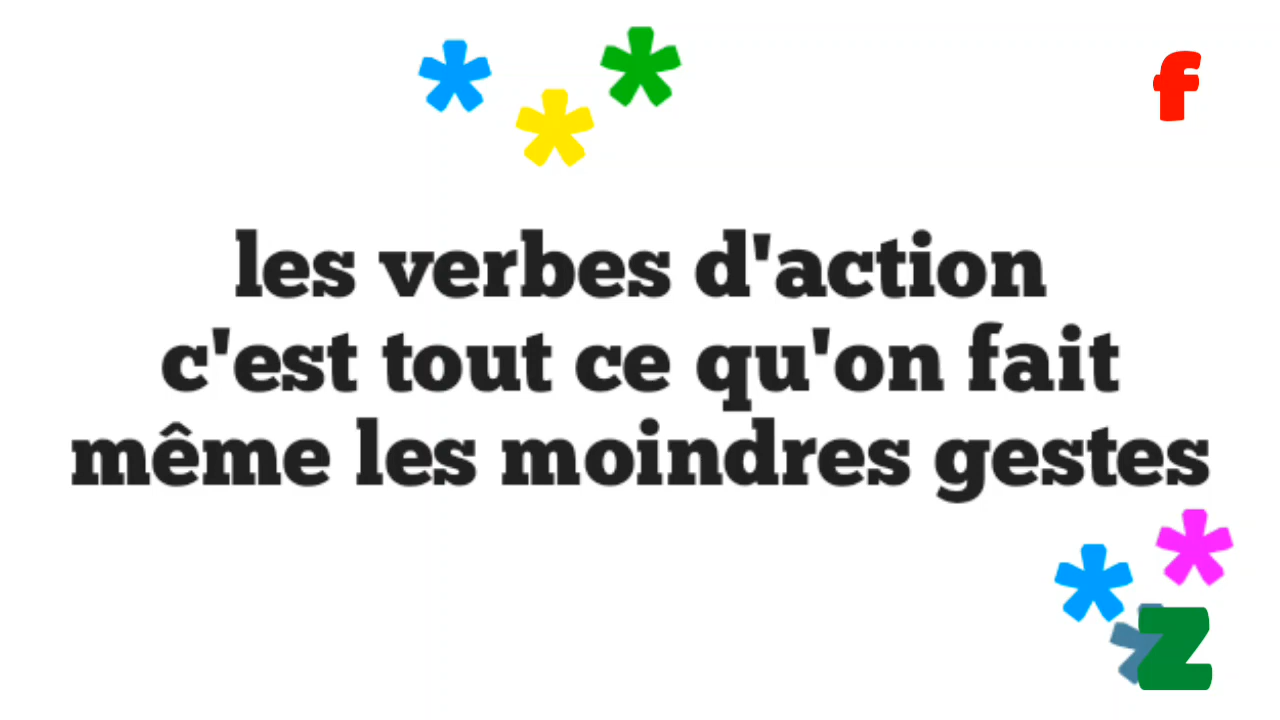 f
les verbes d'action
c'est tout ce qu'on fait
même les moindres gestes
z